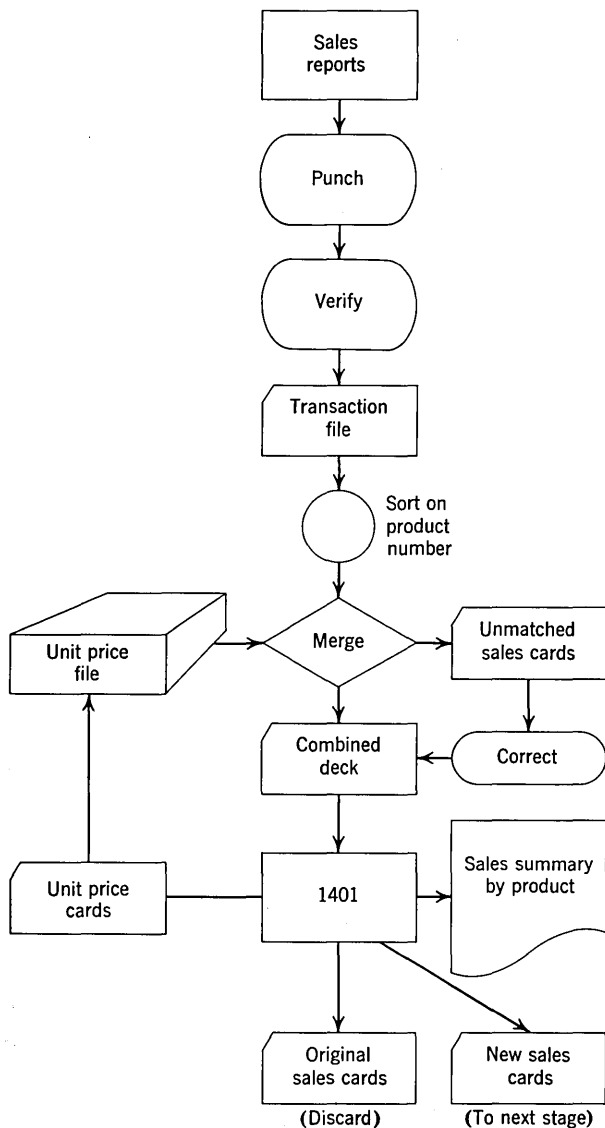 Sales
reports
Punch
Verify
Transaction
file
Sort on
product
number
Unit price
file
Merge
Unmatched
sales cards
Combined
deck
Correct
Unit price
cards
1401
Sales summary
by product
Original
sales cards
(Discard)
New sales
cards
(To next stage)